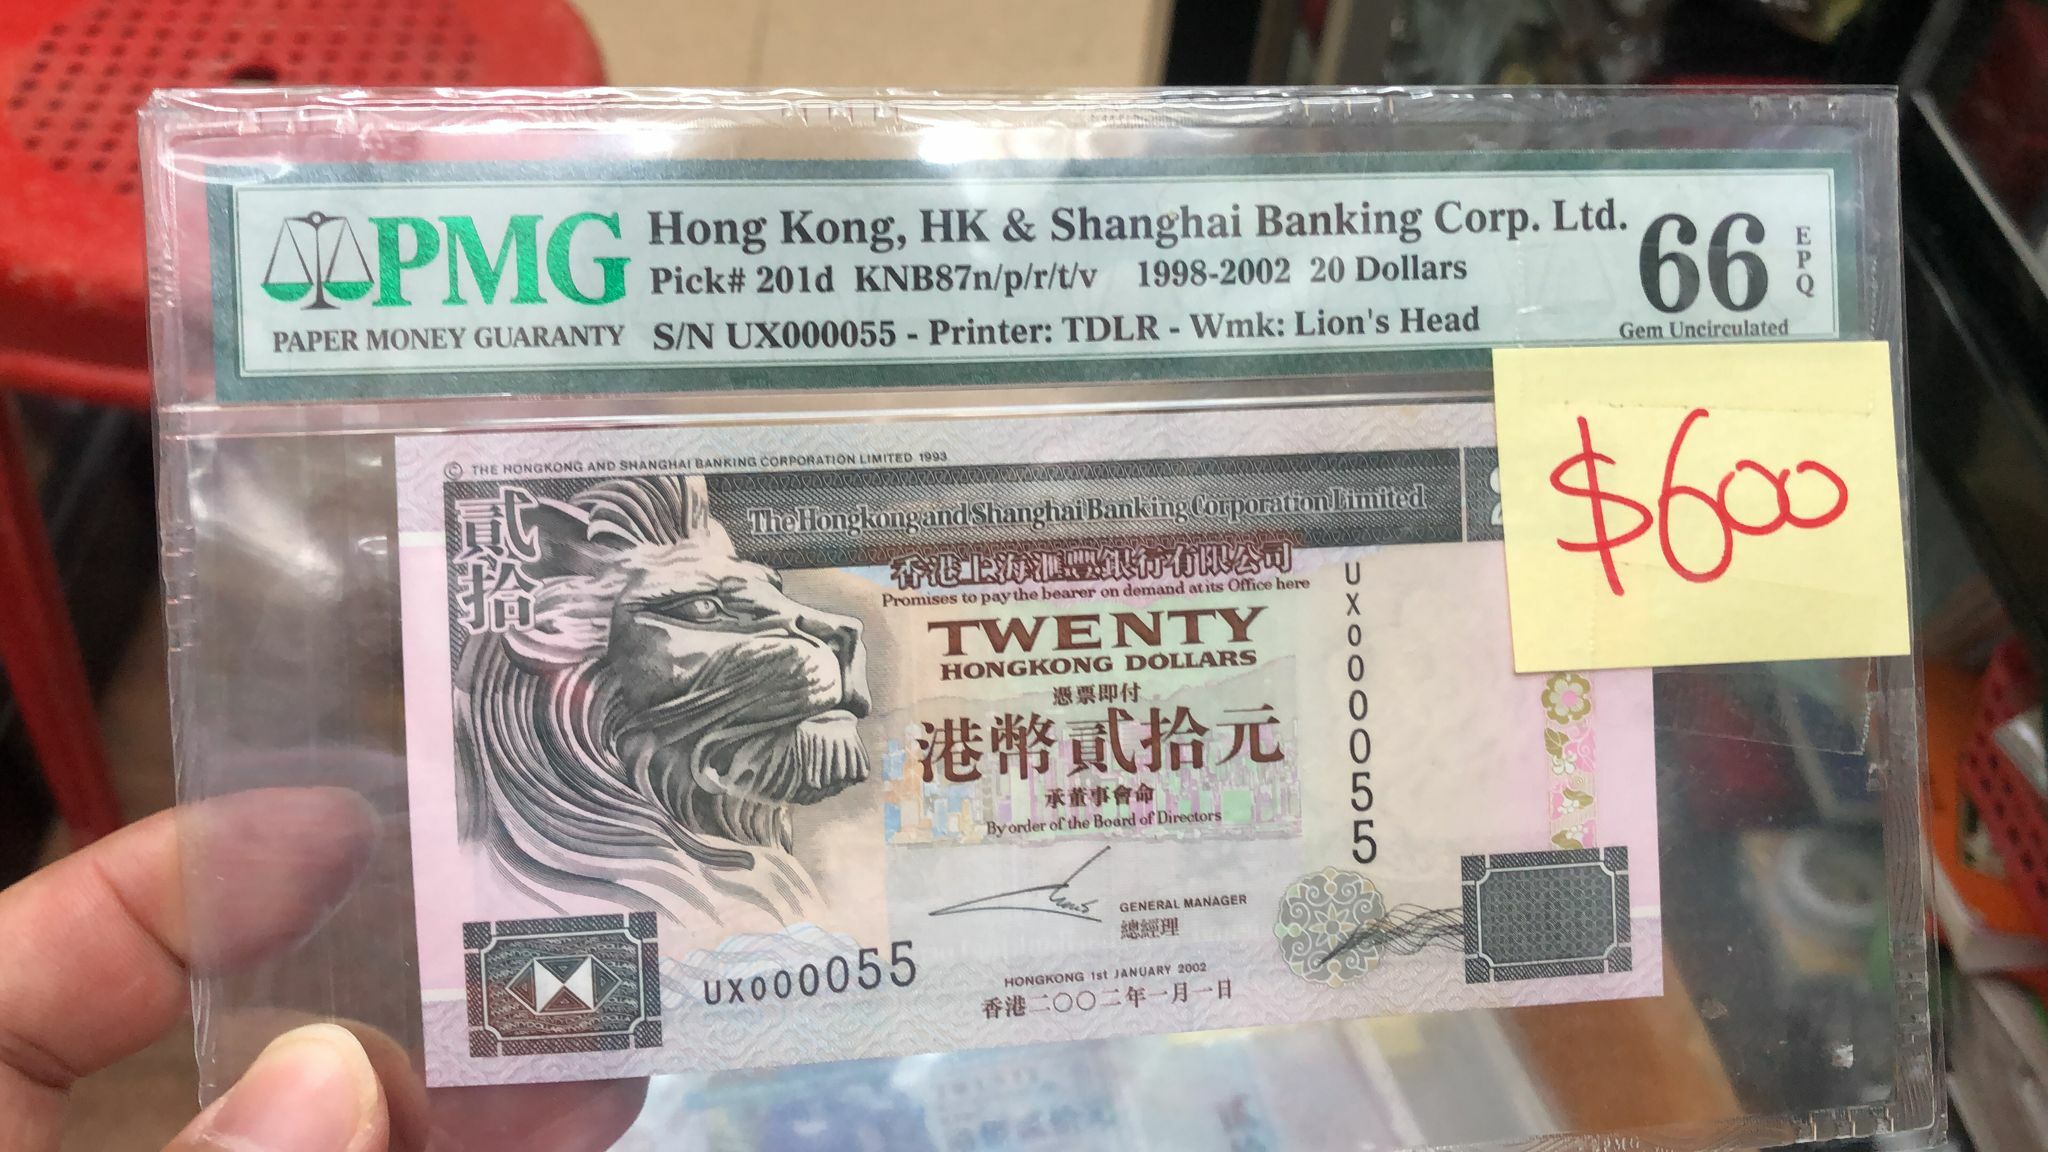 PMG
PAPER MONEY GUARANTY
Hong Kong, HK & Shanghai Banking Corp. Ltd.
Pick# 201d KNB87n/p/r/t/v 1998-2002 20 Dollars
S/N UX000055 - Printer: TDLR - Wmk: Lion's Head
66
EPQ
Gem Uncirculated
$600
© THE HONGKONG AND SHANGHAI BANKING CORPORATION LIMITED 1993
貳拾
The Hongkong and Shanghai Banking Corporation Limited
香港上海滙豐銀行有限公司
Promises to pay the bearer on demand at its Office here
TWENTY
HONGKONG DOLLARS
憑票即付
港幣貳拾元
承董事會命
By order of the Board of Directors
UX000055
GENERAL MANAGER
總經理
UX000055
HONGKONG 1st JANUARY 2002
香港二〇〇二年一月一日